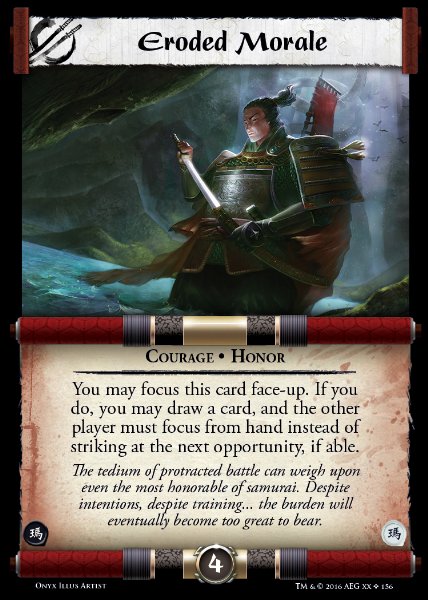 Eroded Morale
Courage • Honor
You may focus this card face-up. If you
do, you may draw a card, and the other
player must focus from hand instead of
striking at the next opportunity, if able.
The tedium of protracted battle can weigh upon
even the most honorable of samurai. Despite
intentions, despite training... the burden will
eventually become too great to bear.
瑪
瑪
4
Onyx Illus Artist
TM & © 2016 AEG XX ❖ 156